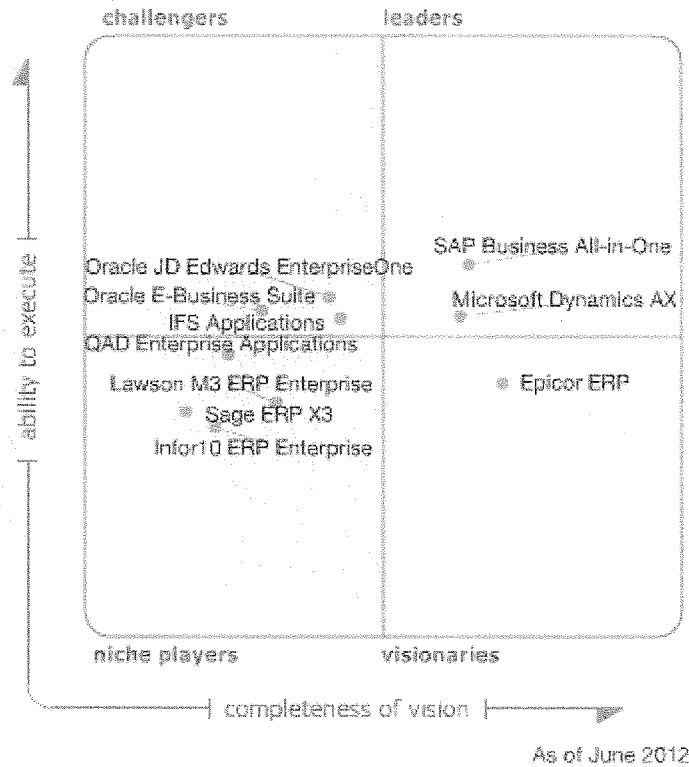 challengers
leaders
ability to execute
SAP Business All-in-One
Oracle JD Edwards EnterpriseOne
Oracle E-Business Suite
Microsoft Dynamics AX
IFS Applications
QAD Enterprise Applications
Lawson M3 ERP Enterprise
Epicor ERP
Sage ERP X3
Infor10 ERP Enterprise
niche players
visionaries
completeness of vision
As of June 2012